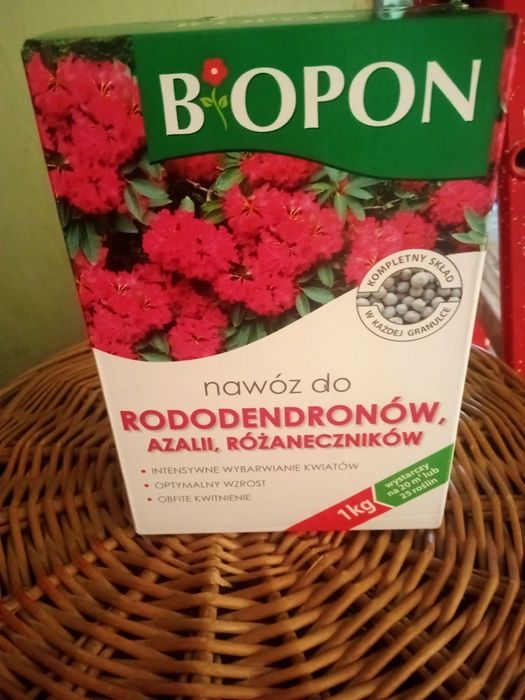 BIOPON
KOMPLETNY SKŁAD
W KAŻDEJ GRANULCE
nawóz do
RODODENDRONÓW,
AZALII, RÓŻANECZNIKÓW
• INTENSYWNE WYBARWIANIE KWIATÓW
• OPTYMALNY WZROST
• OBFITE KWITNIENIE
1kg
wystarczy
na 20 m² lub
25 roślin